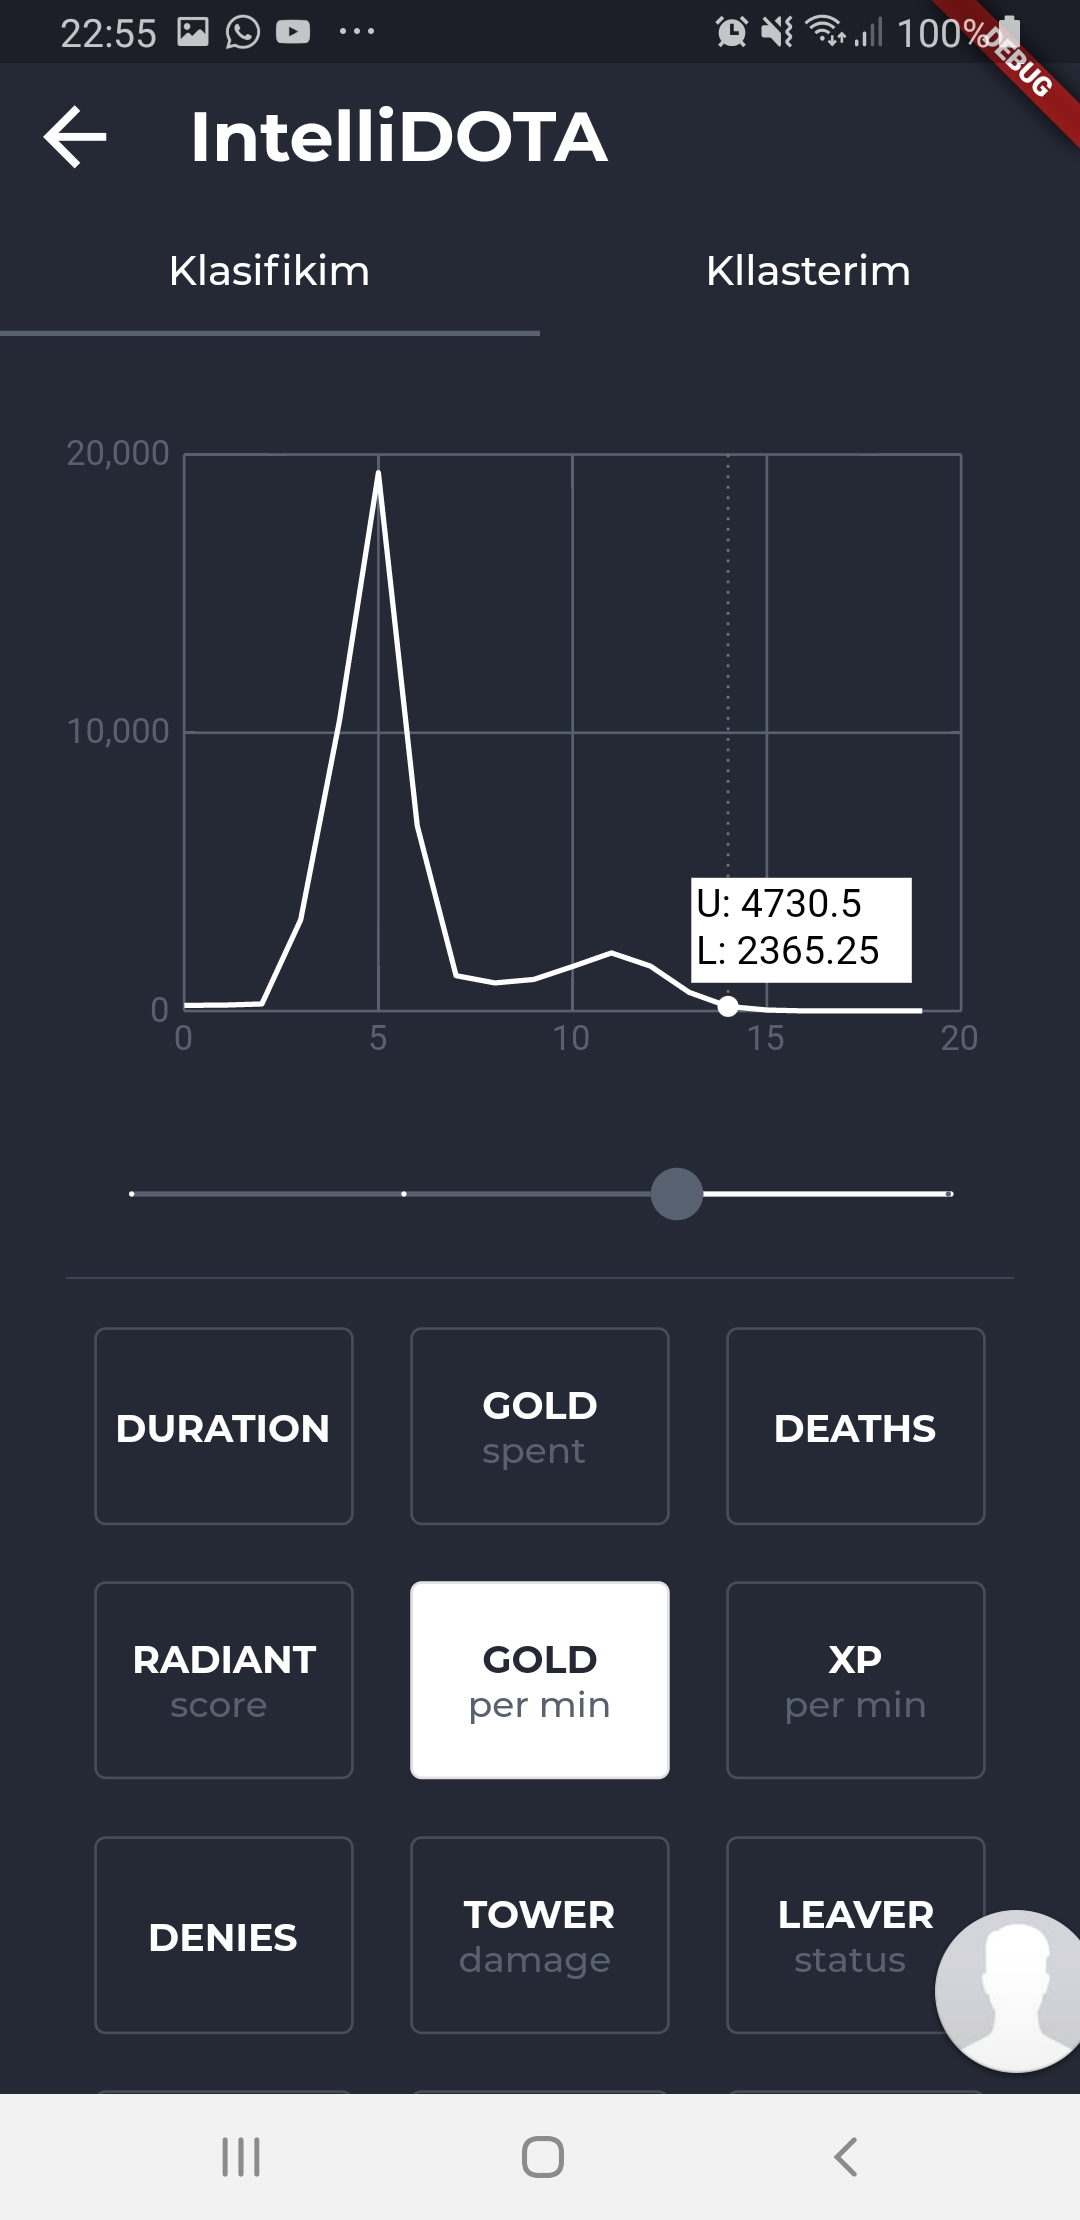 22:55
100%
DEBUG
IntelliDOTA
Klasifikim
Kllasterim
20,000
10,000
0
U: 4730.5
L: 2365.25
0 5 10 15 20
DURATION
GOLD
spent
DEATHS
RADIANT
score
GOLD
per min
XP
per min
DENIES
TOWER
damage
LEAVER
status